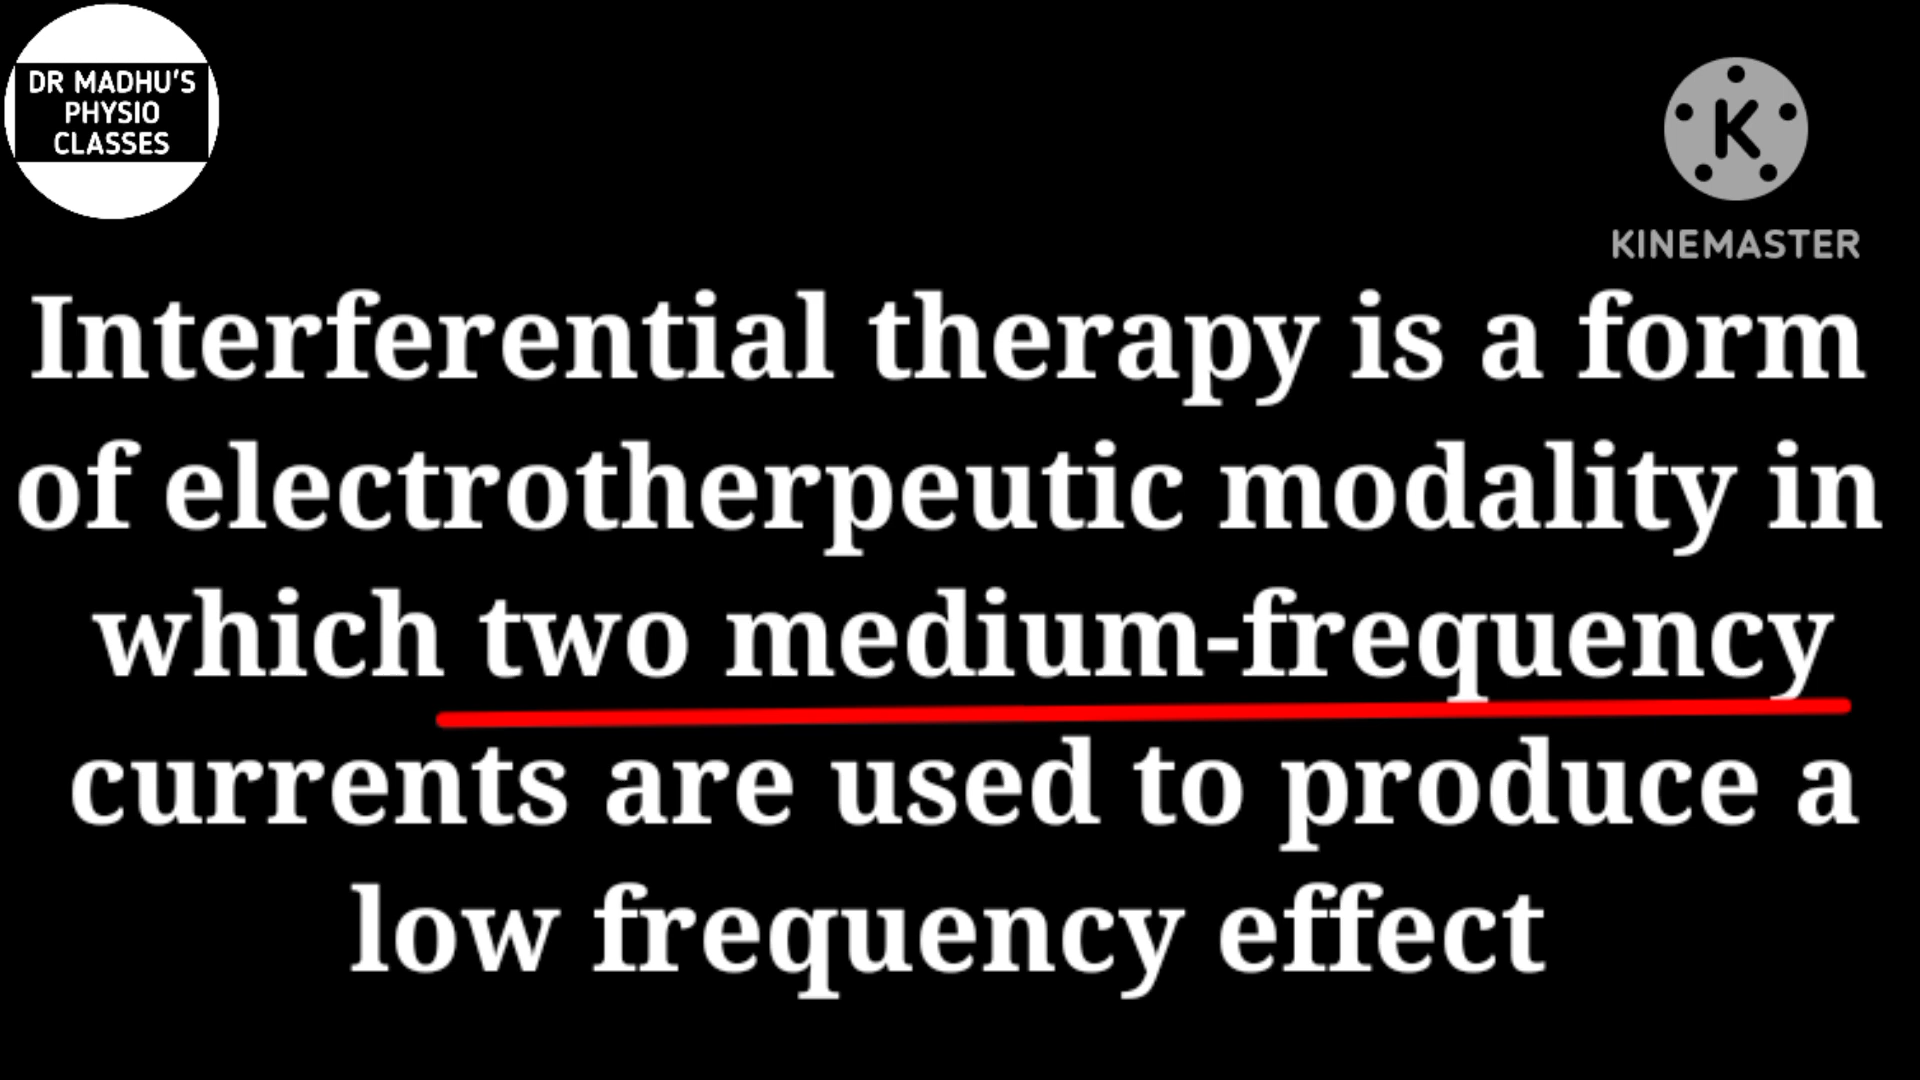 DR MADHU'S
PHYSIO
CLASSES
K
KINEMASTER
Interferential therapy is a form
of electrotherpeutic modality in
which two medium-frequency
currents are used to produce a
low frequency effect